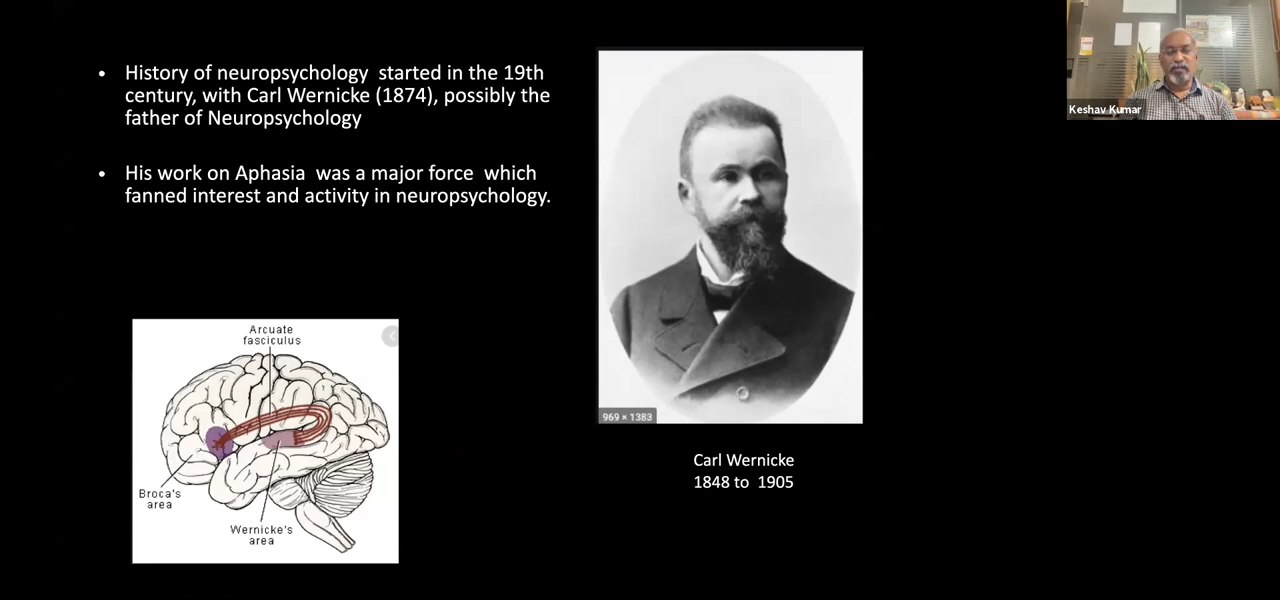 • History of neuropsychology  started in the 19th
century, with Carl Wernicke (1874), possibly the
father of Neuropsychology
• His work on Aphasia  was a major force  which
fanned interest and activity in neuropsychology.
Arcuate
fasciculus
Broca's
area
Wernicke's
area
969 × 1383
Carl Wernicke
1848 to  1905
Keshav Kumar